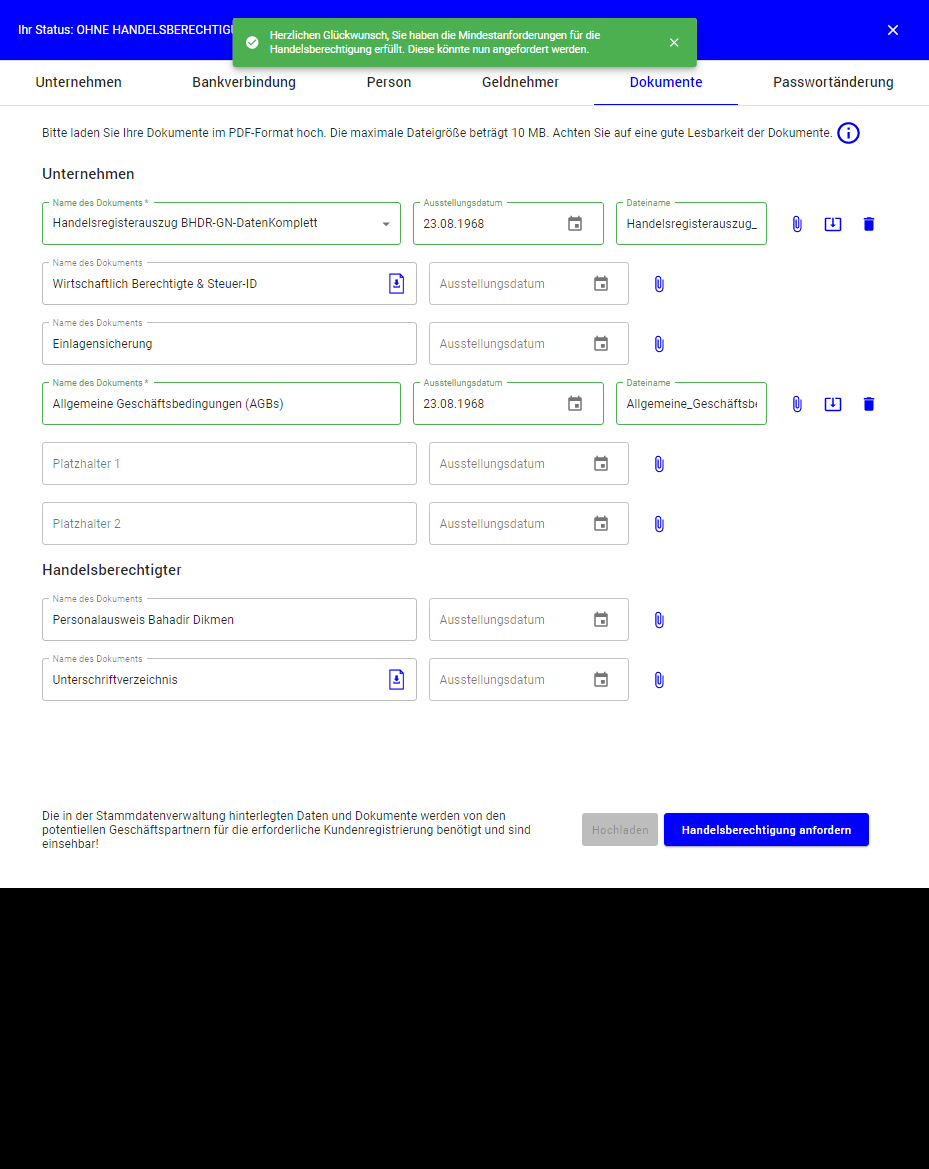 Ihr Status: OHNE HANDELSBERECHTIGU
Herzlichen Glückwunsch, Sie haben die Mindestanforderungen für die
Handelsberechtigung erfüllt. Diese könnte nun angefordert werden.
Unternehmen Bankverbindung Person Geldnehmer Dokumente Passwortänderung
Bitte laden Sie Ihre Dokumente im PDF-Format hoch. Die maximale Dateigröße beträgt 10 MB. Achten Sie auf eine gute Lesbarkeit der Dokumente.
Unternehmen
Name des Dokuments * Ausstellungsdatum Dateiname
Handelsregisterauszug BHDR-GN-DatenKomplett 23.08.1968 Handelsregisterauszug_
Name des Dokuments
Wirtschaftlich Berechtigte & Steuer-ID Ausstellungsdatum
Name des Dokuments
Einlagensicherung Ausstellungsdatum
Name des Dokuments * Ausstellungsdatum Dateiname
Allgemeine Geschäftsbedingungen (AGBs) 23.08.1968 Allgemeine_Geschäftsbe
Platzhalter 1 Ausstellungsdatum
Platzhalter 2 Ausstellungsdatum
Handelsberechtigter
Name des Dokuments
Personalausweis Bahadir Dikmen Ausstellungsdatum
Name des Dokuments
Unterschriftverzeichnis Ausstellungsdatum
Die in der Stammdatenverwaltung hinterlegten Daten und Dokumente werden von den
potentiellen Geschäftspartnern für die erforderliche Kundenregistrierung benötigt und sind
einsehbar!
Hochladen Handelsberechtigung anfordern